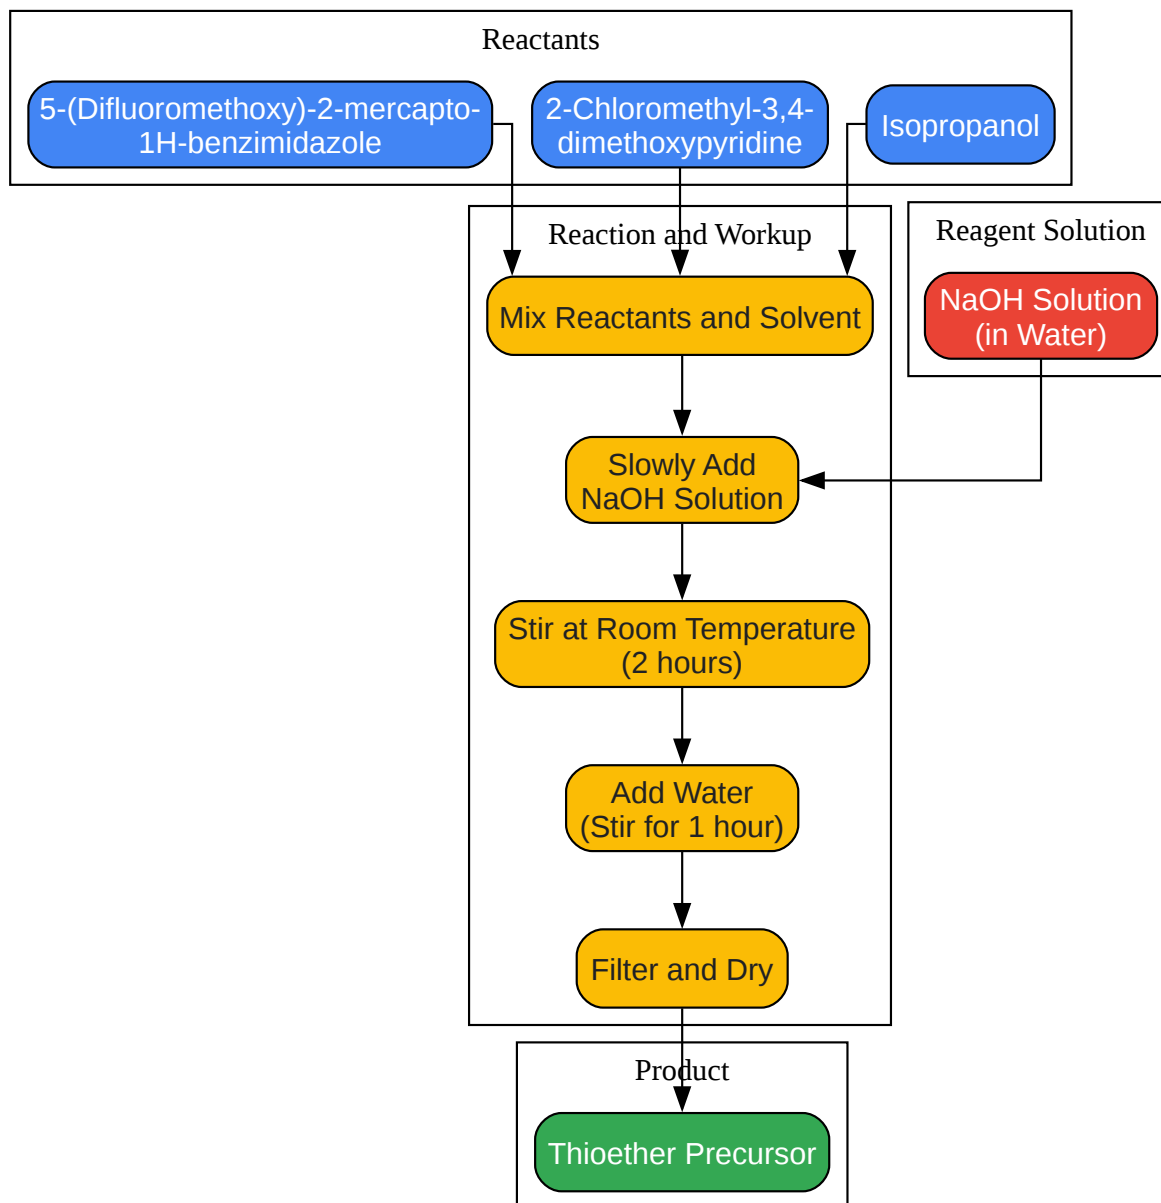 Reactants
5-(Difluoromethoxy)-2-mercapto-
1H-benzimidazole
2-Chloromethyl-3,4-
dimethoxypyridine
Isopropanol
Reaction and Workup
Reagent Solution
Mix Reactants and Solvent
NaOH Solution
(in Water)
Slowly Add
NaOH Solution
Stir at Room Temperature
(2 hours)
Add Water
(Stir for 1 hour)
Filter and Dry
Product
Thioether Precursor